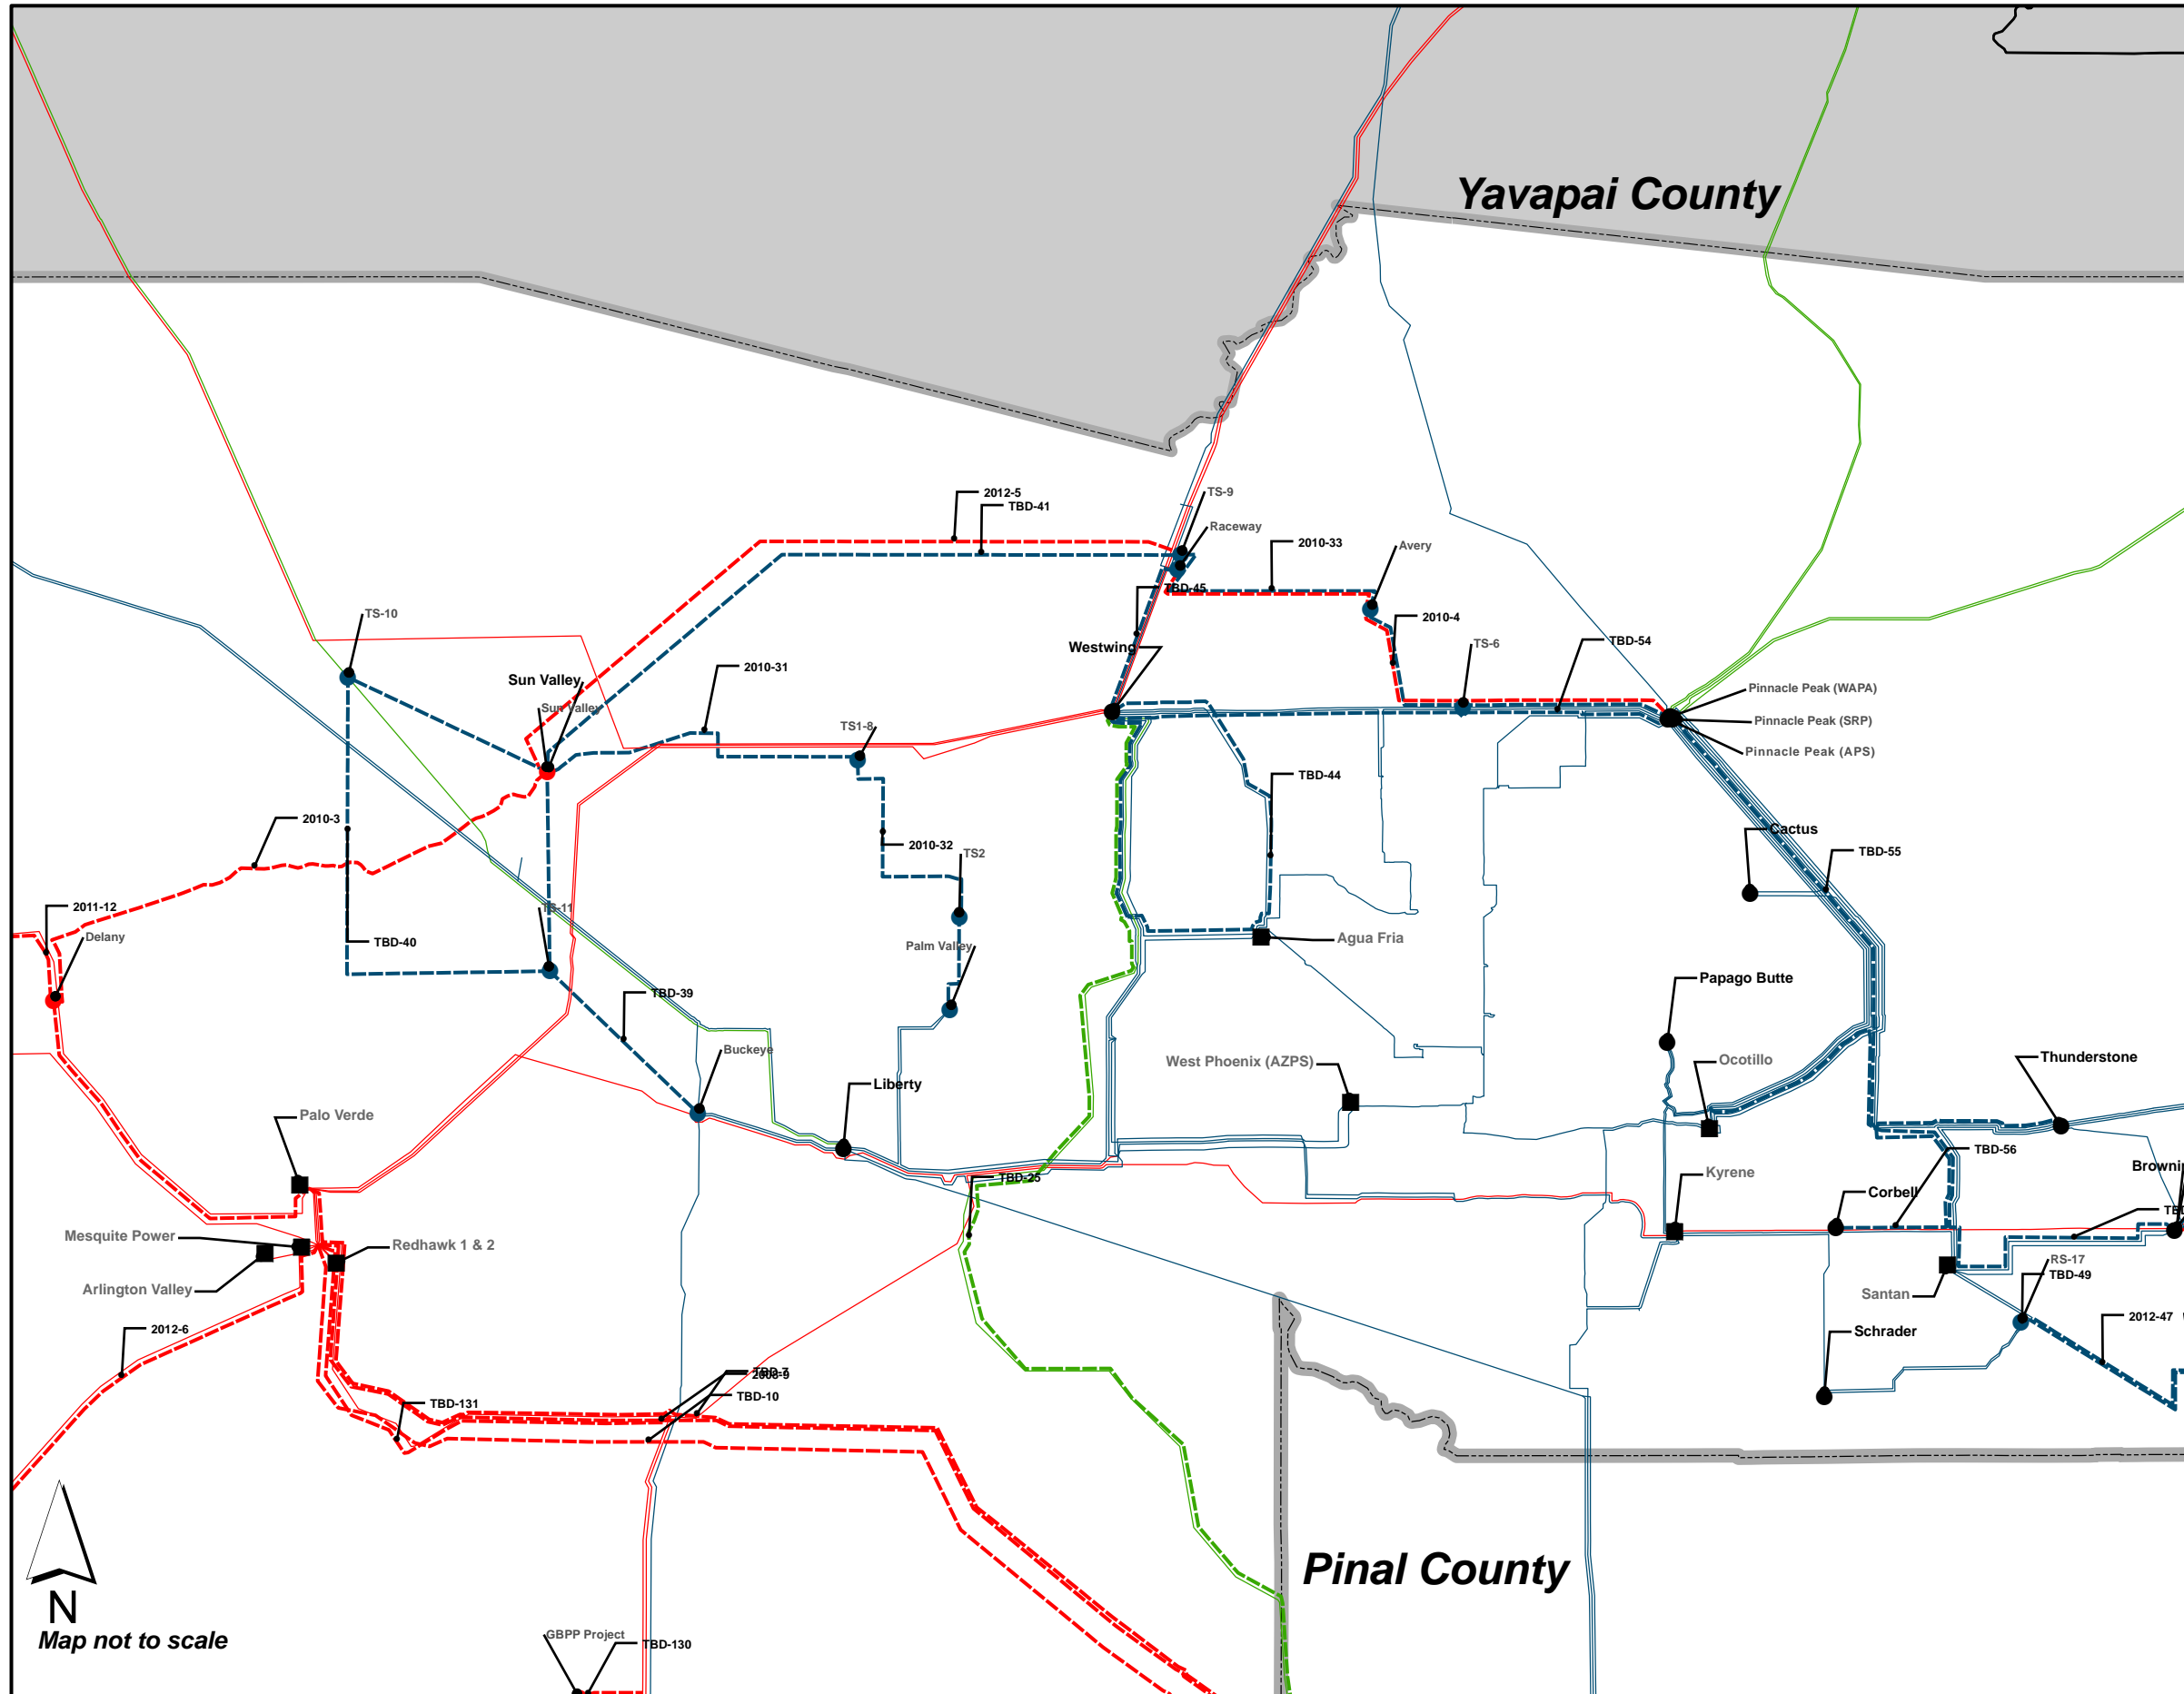 Yavapai County
2012-5
TBD-41
TS-9
Raceway
2010-33
Avery
TBD-45
TS-10
2010-4
TS-6
TBD-54
Westwing
2010-31
Sun Valley
Sun Valley
Pinnacle Peak (WAPA)
Pinnacle Peak (SRP)
Pinnacle Peak (APS)
TS1-8
TBD-44
2010-3
Cactus
2010-32
TS2
TBD-55
2011-12
TS-11
Delany
TBD-40
Palm Valley
Agua Fria
Papago Butte
TBD-39
Buckeye
West Phoenix (AZPS)
Ocotillo
Thunderstone
Liberty
Palo Verde
TBD-56
TBD-25
Kyrene
Corbell
Mesquite Power
Redhawk 1 & 2
RS-17
TBD-49
Arlington Valley
Santan
2012-6
Schrader
2012-47
TBD-7
TBD-10
TBD-131
Pinal County
N
Map not to scale
GBPP Project
TBD-130